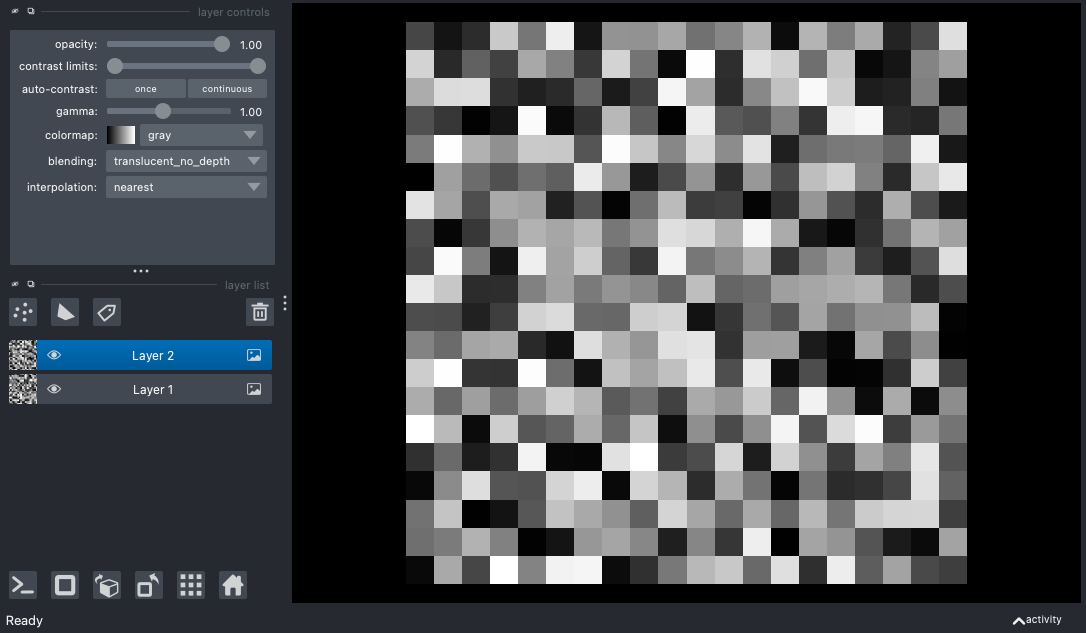 layer controls
opacity: 1.00
contrast limits:
auto-contrast: once continuous
gamma: 1.00
colormap: gray
blending: translucent_no_depth
interpolation: nearest
layer list
Layer 2
Layer 1
Ready activity